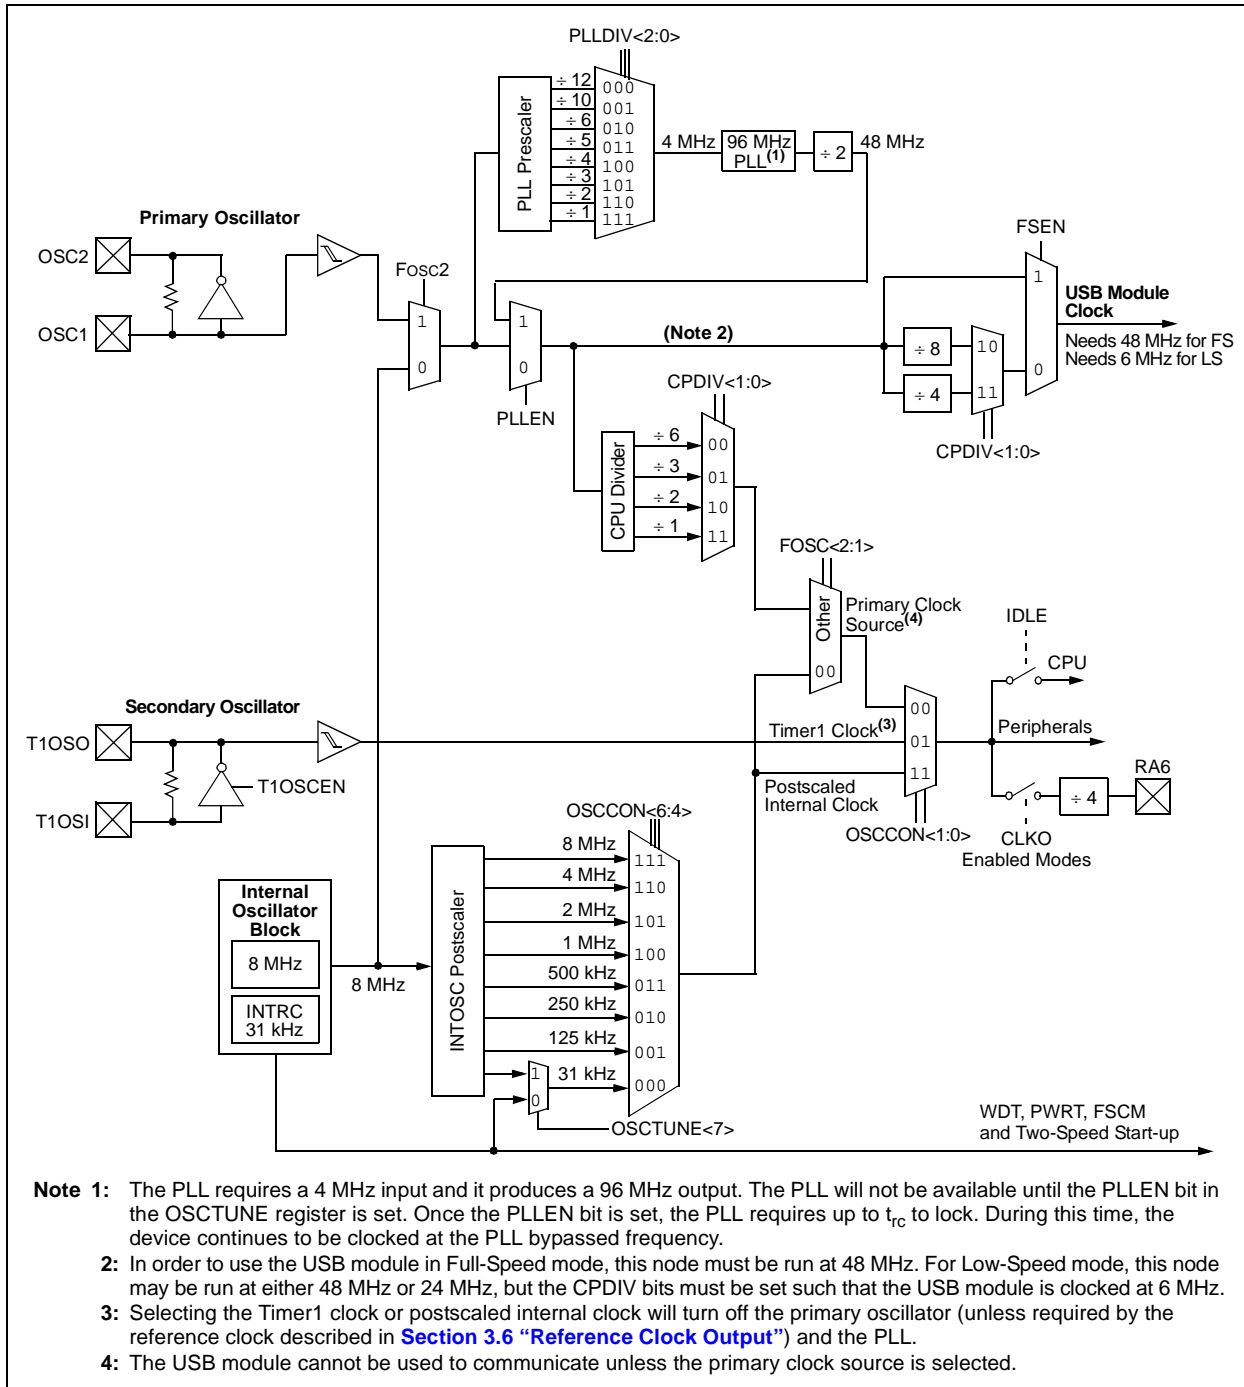 PLLDIV<2:0>
PLL Prescaler
÷ 12
÷ 10
÷ 6
÷ 5
÷ 4
÷ 3
÷ 2
÷ 1
000
001
010
011
100
101
110
111
4 MHz
96 MHz
PLL(1)
÷ 2
48 MHz
Primary Oscillator
OSC2
OSC1
FOSC2
1
0
1
0
PLLEN
(Note 2)
FSEN
1
0
USB Module
Clock
Needs 48 MHz for FS
Needs 6 MHz for LS
÷ 8
÷ 4
10
11
CPDIV<1:0>
CPDIV<1:0>
CPU Divider
÷ 6
÷ 3
÷ 2
÷ 1
00
01
10
11
FOSC<2:1>
Other
00
Primary Clock
Source(4)
IDLE
CPU
Secondary Oscillator
T1OSO
T1OSI
T1OSCEN
Timer1 Clock(3)
Postscaled
Internal Clock
00
01
11
OSCCON<1:0>
Peripherals
RA6
÷ 4
CLKO
Enabled Modes
OSCCON<6:4>
Internal
Oscillator
Block
8 MHz
INTRC
31 kHz
8 MHz
INTOSC Postscaler
8 MHz
4 MHz
2 MHz
1 MHz
500 kHz
250 kHz
125 kHz
31 kHz
111
110
101
100
011
010
001
000
1
0
OSCTUNE<7>
WDT, PWRT, FSCM
and Two-Speed Start-up
Note 1: The PLL requires a 4 MHz input and it produces a 96 MHz output. The PLL will not be available until the PLLEN bit in
the OSCTUNE register is set. Once the PLLEN bit is set, the PLL requires up to trc to lock. During this time, the
device continues to be clocked at the PLL bypassed frequency.
2: In order to use the USB module in Full-Speed mode, this node must be run at 48 MHz. For Low-Speed mode, this node
may be run at either 48 MHz or 24 MHz, but the CPDIV bits must be set such that the USB module is clocked at 6 MHz.
3: Selecting the Timer1 clock or postscaled internal clock will turn off the primary oscillator (unless required by the
reference clock described in Section 3.6 “Reference Clock Output”) and the PLL.
4: The USB module cannot be used to communicate unless the primary clock source is selected.